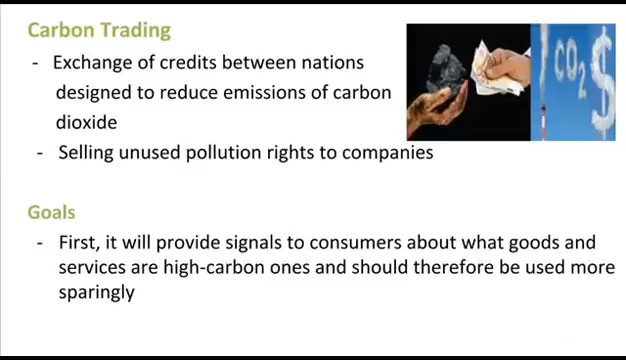 Carbon Trading
- Exchange of credits between nations
designed to reduce emissions of carbon
dioxide
- Selling unused pollution rights to companies
CO2 $
Goals
- First, it will provide signals to consumers about what goods and
services are high-carbon ones and should therefore be used more
sparingly